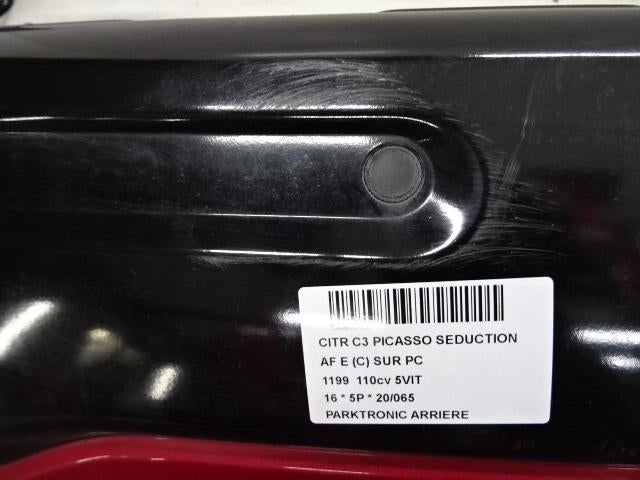 CITR C3 PICASSO SEDUCTION
AF E (C) SUR PC
1199 110cv 5VIT
16 * 5P * 20/065
PARKTRONIC ARRIERE